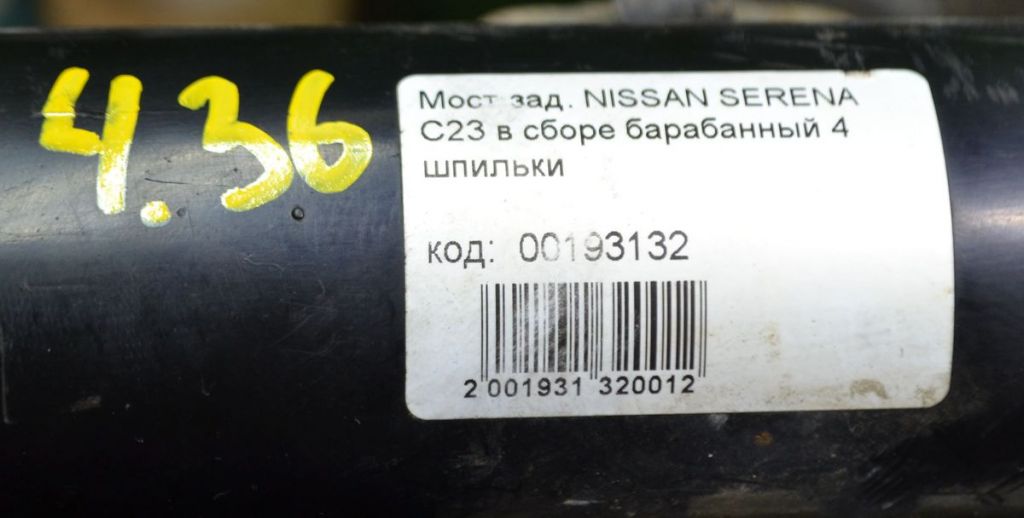 4.36
Мост зад. NISSAN SERENA
C23 в сборе барабанный 4
шпильки
код: 00193132
2 001931 320012